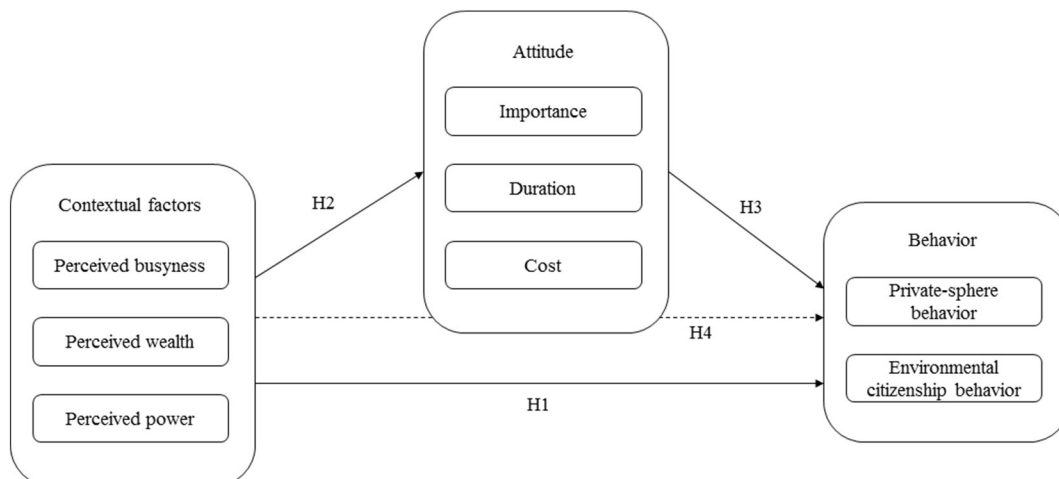 Attitude
Importance
Duration
Cost
Contextual factors
Perceived busyness
Perceived wealth
Perceived power
H2
H3
H4
H1
Behavior
Private-sphere
behavior
Environmental
citizenship behavior